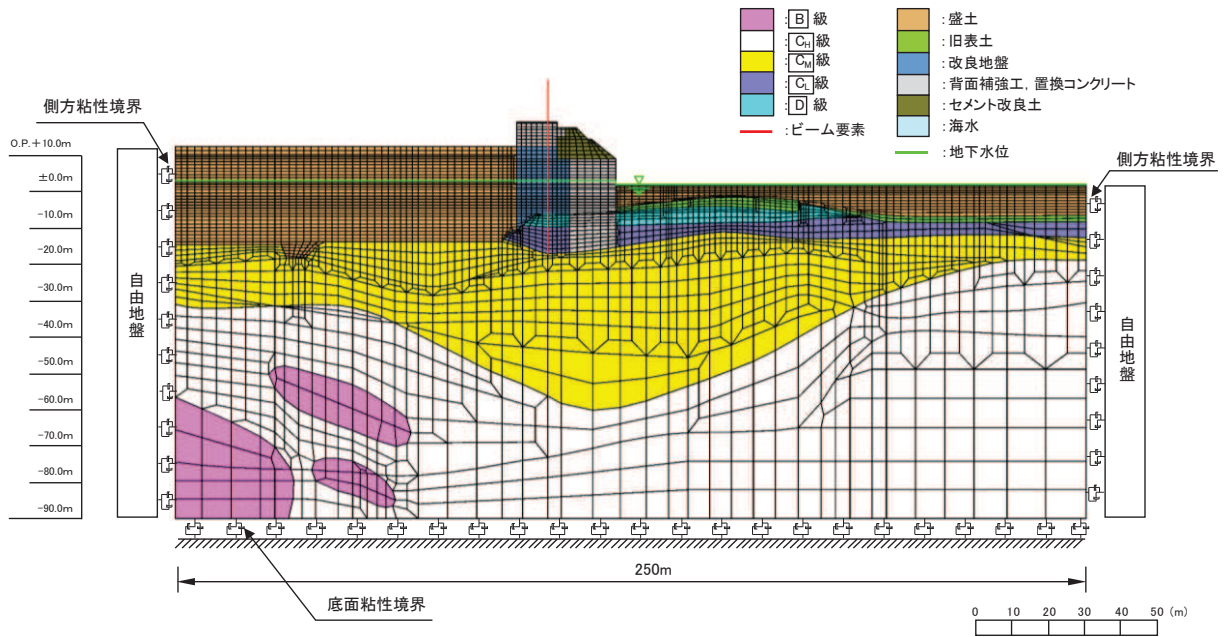 :B 級
:CH級
:CM級
:CL級
:D 級
:ビーム要素
:盛土
:旧表土
:改良地盤
:背面補強工, 置換コンクリート
:セメント改良土
:海水
:地下水位
側方粘性境界
側方粘性境界
O.P.+10.0m
±0.0m
-10.0m
-20.0m
-30.0m
-40.0m
-50.0m
-60.0m
-70.0m
-80.0m
-90.0m
自由地盤
自由地盤
250m
底面粘性境界
0 10 20 30 40 50 (m)